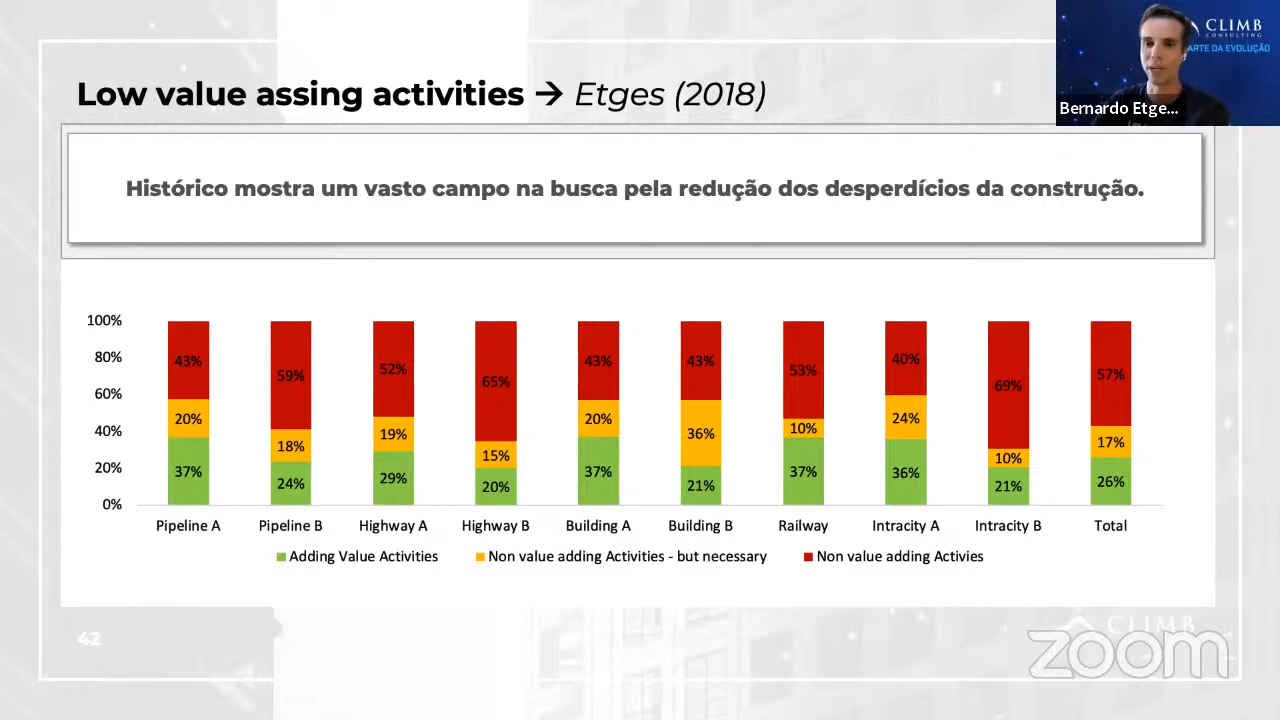 CLIMB
CONSULTING
ARTE DA EVOLUÇÃO
Bernardo Etge...
Low value assing activities → Etges (2018)
Histórico mostra um vasto campo na busca pela redução dos desperdícios da construção.
100%
80%
60%
40%
20%
0%
43% 59% 52% 65% 43% 43% 53% 40% 69% 57%
20% 18% 19% 15% 20% 36% 10% 24% 10% 17%
37% 24% 29% 20% 37% 21% 37% 36% 21% 26%
Pipeline A Pipeline B Highway A Highway B Building A Building B Railway Intracity A Intracity B Total
Adding Value Activities Non value adding Activities - but necessary Non value adding Activies
42
CLIMB
zoom